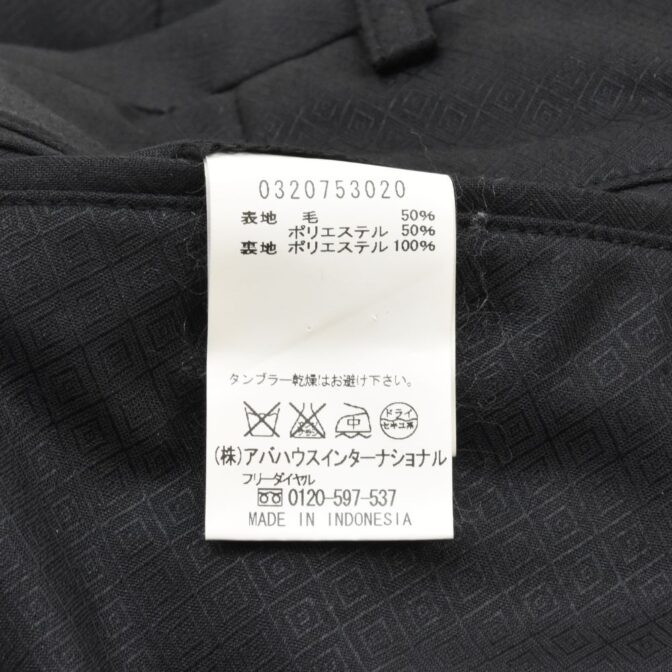 0320753020
表地 毛 50%
ポリエステル 50%
裏地 ポリエステル 100%
タンブラー乾燥はお避け下さい。
中
ドライ
セキユ系
(株)アバハウスインターナショナル
フリーダイヤル
0120-597-537
MADE IN INDONESIA